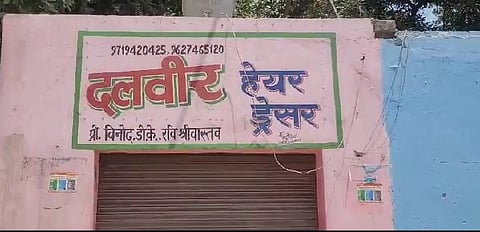 9719420425, 9627465120
दलवीर हेयर ड्रेसर
प्रो. विनोद, डी.के. रवि श्रीवास्तव